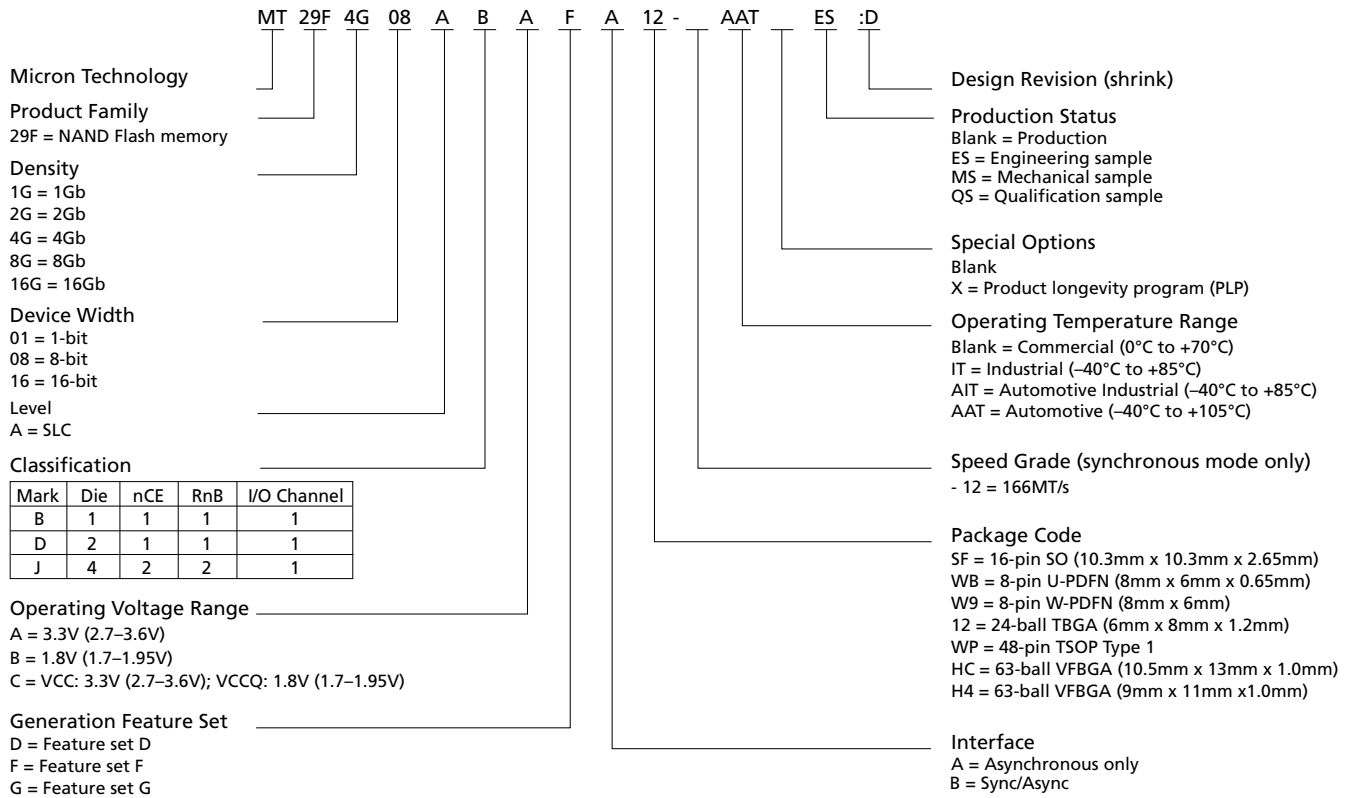 MT 29F 4G 08 A B A F A 12 - AAT ES :D
Micron Technology
Product Family
29F = NAND Flash memory
Density
1G = 1Gb
2G = 2Gb
4G = 4Gb
8G = 8Gb
16G = 16Gb
Device Width
01 = 1-bit
08 = 8-bit
16 = 16-bit
Level
A = SLC
Classification
Mark Die nCE RnB I/O Channel
B 1 1 1 1
D 2 1 1 1
J 4 2 2 1
Operating Voltage Range
A = 3.3V (2.7–3.6V)
B = 1.8V (1.7–1.95V)
C = VCC: 3.3V (2.7–3.6V); VCCQ: 1.8V (1.7–1.95V)
Generation Feature Set
D = Feature set D
F = Feature set F
G = Feature set G
Design Revision (shrink)
Production Status
Blank = Production
ES = Engineering sample
MS = Mechanical sample
QS = Qualification sample
Special Options
Blank
X = Product longevity program (PLP)
Operating Temperature Range
Blank = Commercial (0°C to +70°C)
IT = Industrial (–40°C to +85°C)
AIT = Automotive Industrial (–40°C to +85°C)
AAT = Automotive (–40°C to +105°C)
Speed Grade (synchronous mode only)
- 12 = 166MT/s
Package Code
SF = 16-pin SO (10.3mm x 10.3mm x 2.65mm)
WB = 8-pin U-PDFN (8mm x 6mm x 0.65mm)
W9 = 8-pin W-PDFN (8mm x 6mm)
12 = 24-ball TBGA (6mm x 8mm x 1.2mm)
WP = 48-pin TSOP Type 1
HC = 63-ball VFBGA (10.5mm x 13mm x 1.0mm)
H4 = 63-ball VFBGA (9mm x 11mm x1.0mm)
Interface
A = Asynchronous only
B = Sync/Async